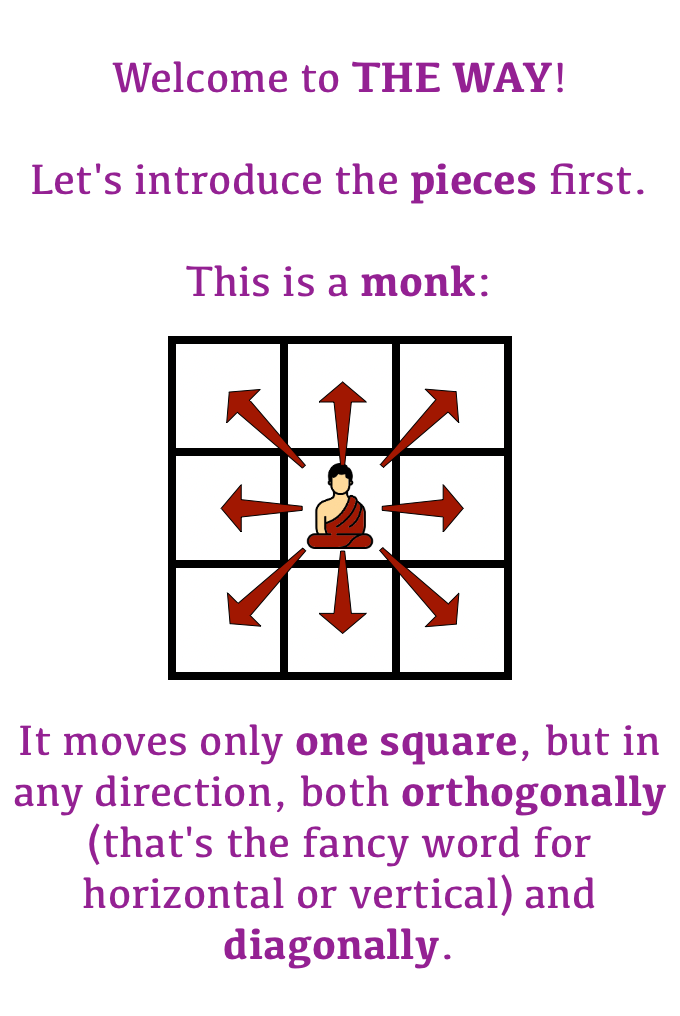 Welcome to THE WAY!
Let's introduce the pieces first.
This is a monk:
It moves only one square, but in
any direction, both orthogonally
(that's the fancy word for
horizontal or vertical) and
diagonally.